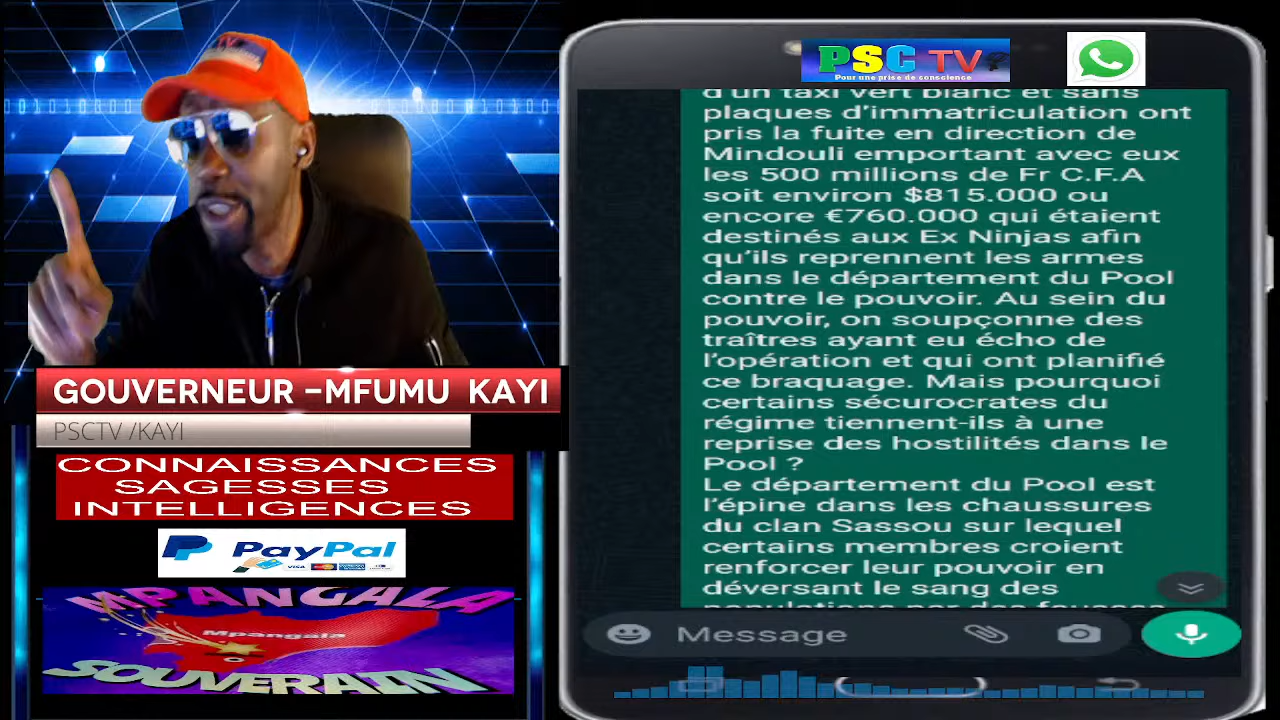 PSC TV
Pour une prise de conscience
d'un taxi vert blanc et sans
plaques d'immatriculation ont
pris la fuite en direction de
Mindouli emportant avec eux
les 500 millions de Fr C.F.A
soit environ $815.000 ou
encore €760.000 qui étaient
destinés aux Ex Ninjas afin
qu'ils reprennent les armes
dans le département du Pool
contre le pouvoir. Au sein du
pouvoir, on soupçonne des
traîtres ayant eu écho de
l'opération et qui ont planifié
ce braquage. Mais pourquoi
certains sécurocrates du
régime tiennent-ils à une
reprise des hostilités dans le
Pool ?
Le département du Pool est
l'épine dans les chaussures
du clan Sassou sur lequel
certains membres croient
renforcer leur pouvoir en
déversant le sang des
populations par des fausses
Message
GOUVERNEUR -MFUMU KAYI
PSCTV /KAYI
CONNAISSANCES
SAGESSES
INTELLIGENCES
PayPal
VISA
MPANGALA
Mpangala
SOUVERAIN